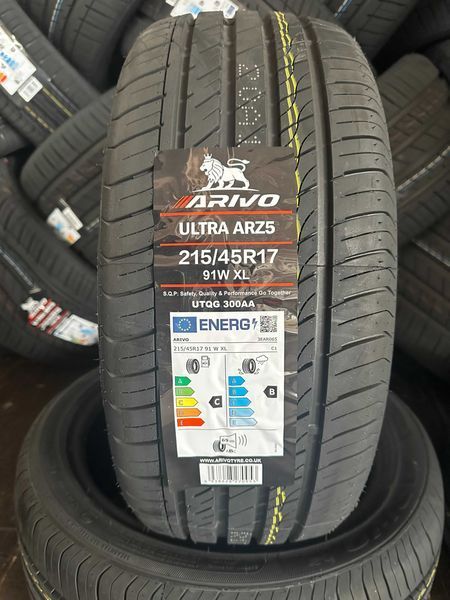 ARIVO
ULTRA ARZ5
215/45R17
91W XL
S.Q.P: Safety, Quality & Performance Go Together
UTQG 300AA
ENERG
ARIVO 3EAR065
215/45R17 91 W XL C1
A A
B B
C C C B
D D
E E
WWW.ARIVOTYRE.CO.UK